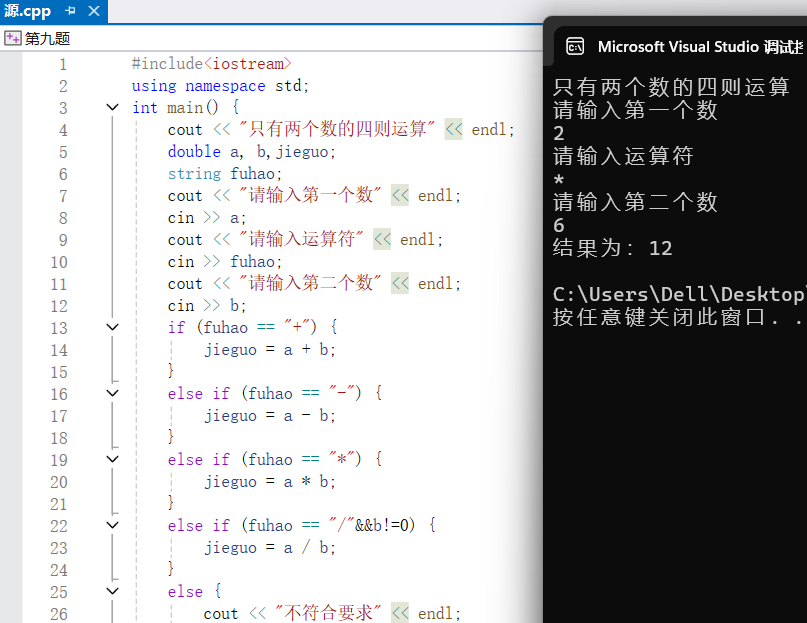 源.cpp
第九题
1 #include<iostream>
2 using namespace std;
3 int main() {
4 cout << "只有两个数的四则运算" << endl;
5 double a, b,jieguo;
6 string fuhao;
7 cout << "请输入第一个数" << endl;
8 cin >> a;
9 cout << "请输入运算符" << endl;
10 cin >> fuhao;
11 cout << "请输入第二个数" << endl;
12 cin >> b;
13 if (fuhao == "+") {
14 jieguo = a + b;
15 }
16 else if (fuhao == "-") {
17 jieguo = a - b;
18 }
19 else if (fuhao == "*") {
20 jieguo = a * b;
21 }
22 else if (fuhao == "/"&&b!=0) {
23 jieguo = a / b;
24 }
25 else {
26 cout << "不符合要求" << endl;
Microsoft Visual Studio 调试
只有两个数的四则运算
请输入第一个数
2
请输入运算符
*
请输入第二个数
6
结果为: 12
C:\Users\Dell\Desktop\
按任意键关闭此窗口. .